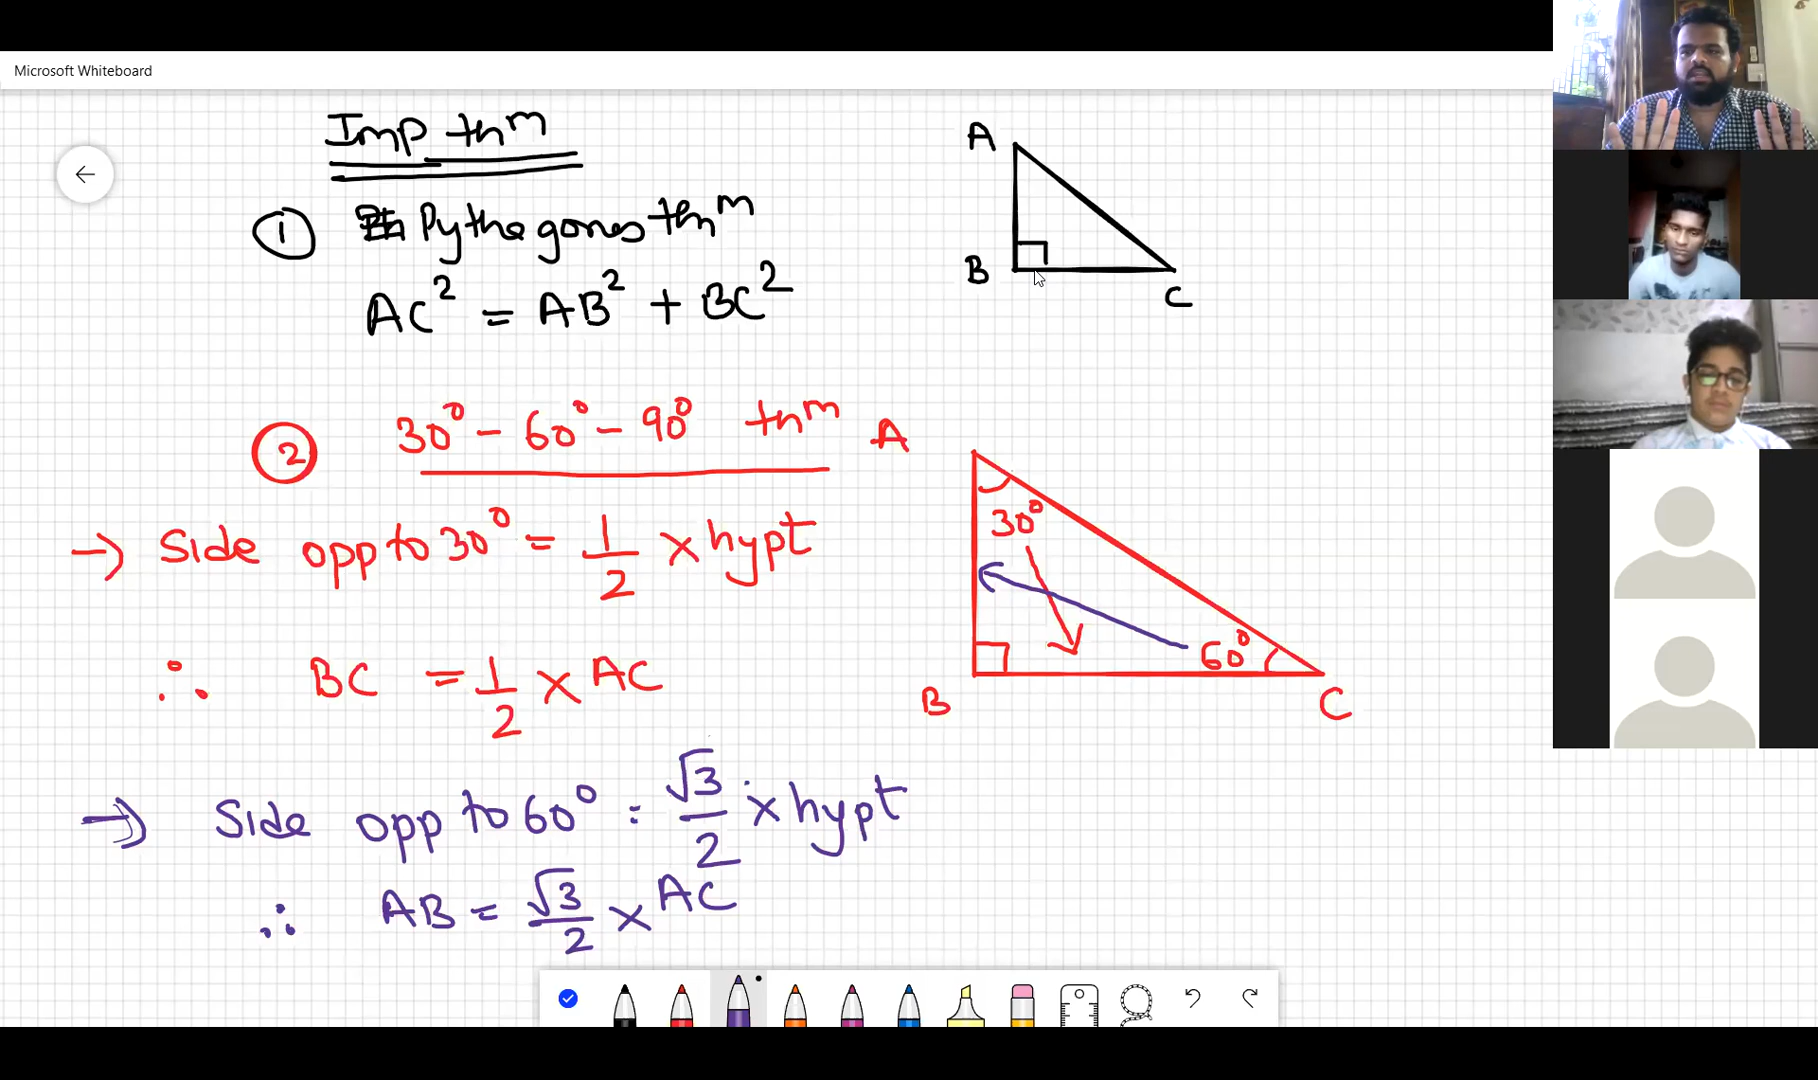 Microsoft Whiteboard
Imp thm
A
① Pythagores thm
B
C
AC² = AB² + BC²
② 30° - 60° - 90° thm
A
→ Side opp to 30° = 1/2 × hypt
30°
60°
∴ BC = 1/2 × AC
B
C
→ Side opp to 60° = √3/2 × hypt
∴ AB = √3/2 × AC